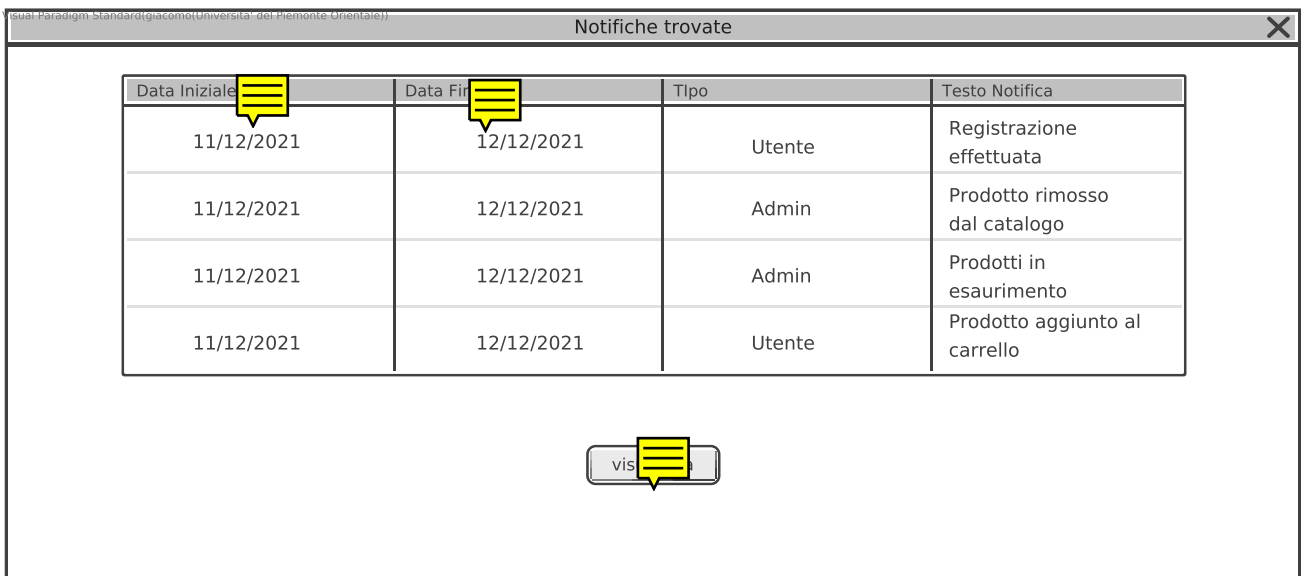 Visual Paradigm Standard(giacomo(Universita' del Piemonte Orientale))
Notifiche trovate
Data Iniziale Data TIpo Testo Notifica
11/12/2021 12/12/2021 Utente Registrazione
effettuata
11/12/2021 12/12/2021 Admin Prodotto rimosso
dal catalogo
11/12/2021 12/12/2021 Admin Prodotti in
esaurimento
11/12/2021 12/12/2021 Utente Prodotto aggiunto al
carrello